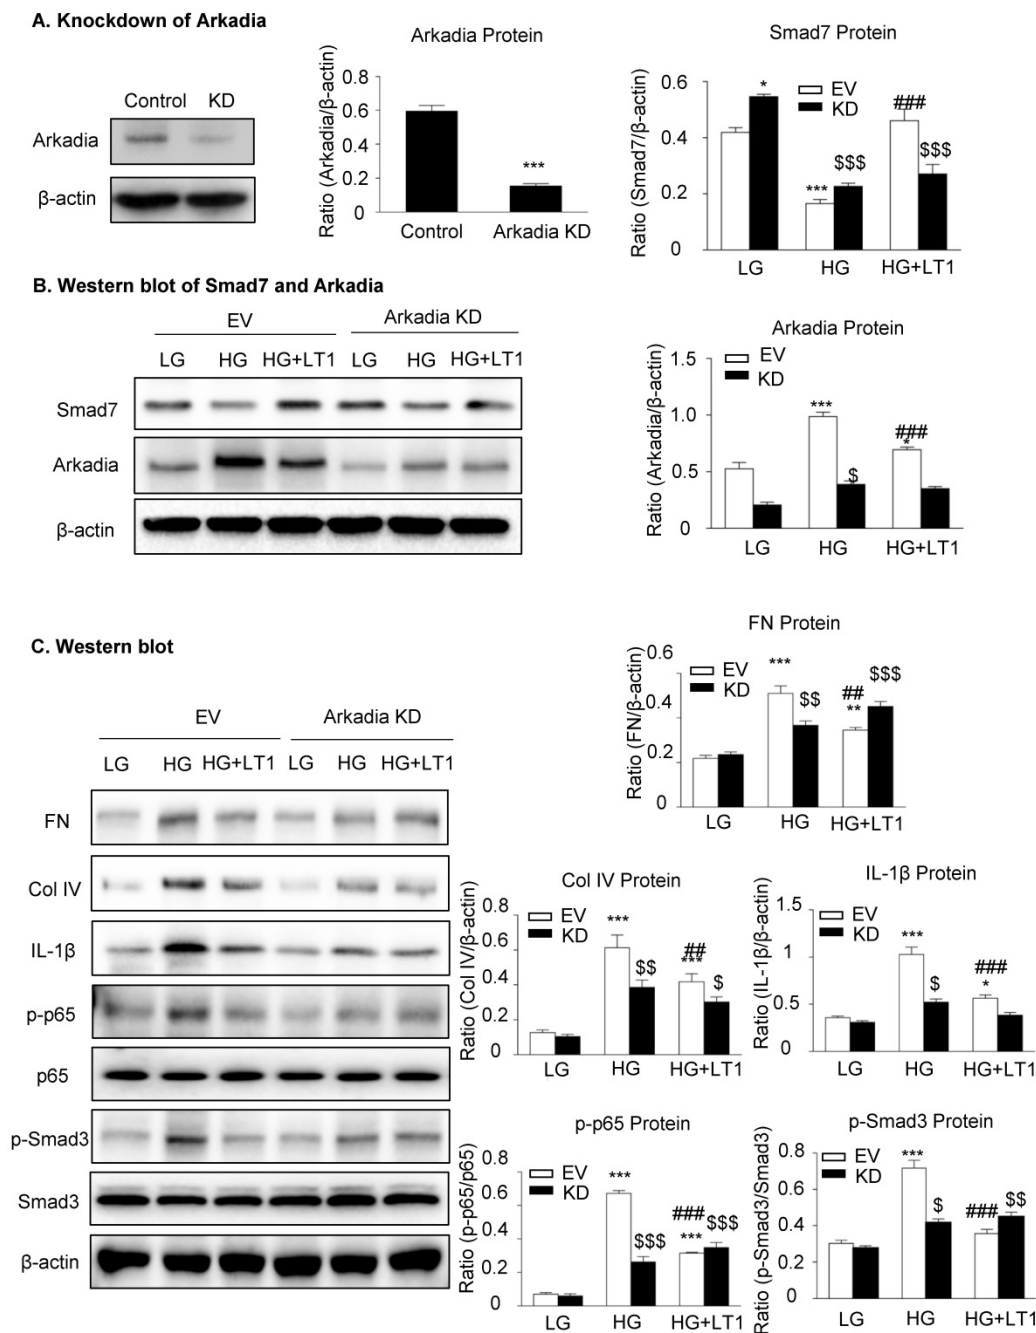 A. Knockdown of Arkadia
Control KD
Arkadia
β-actin
Arkadia Protein
Ratio (Arkadia/β-actin)
0.8
0.6
0.4
0.2
0
***
Control Arkadia KD
Smad7 Protein
Ratio (Smad7/β-actin)
0.6
0.4
0.2
0
EV
KD
*
***
$$$
###
$$$
LG HG HG+LT1
B. Western blot of Smad7 and Arkadia
EV Arkadia KD
LG HG HG+LT1 LG HG HG+LT1
Smad7
Arkadia
β-actin
Arkadia Protein
Ratio (Arkadia/β-actin)
1.5
1.0
0.5
0
EV
KD
***
$
###
*
LG HG HG+LT1
C. Western blot
EV Arkadia KD
LG HG HG+LT1 LG HG HG+LT1
FN
Col IV
IL-1β
p-p65
p65
p-Smad3
Smad3
β-actin
FN Protein
Ratio (FN/β-actin)
0.6
0.4
0.2
0
EV
KD
***
$$
##
**
$$$
LG HG HG+LT1
Col IV Protein
Ratio (Col IV/β-actin)
0.8
0.6
0.4
0.2
0
EV
KD
***
$$
##
***
$
LG HG HG+LT1
IL-1β Protein
Ratio (IL-1β/β-actin)
1.5
1
0.5
0
EV
KD
***
$
###
*
LG HG HG+LT1
p-p65 Protein
Ratio (p-p65/p65)
0.8
0.6
0.4
0.2
0
EV
KD
***
$$$
###
***
$$$
LG HG HG+LT1
p-Smad3 Protein
Ratio (p-Smad3/Smad3)
0.8
0.6
0.4
0.2
0
EV
KD
***
$
###
$$
LG HG HG+LT1